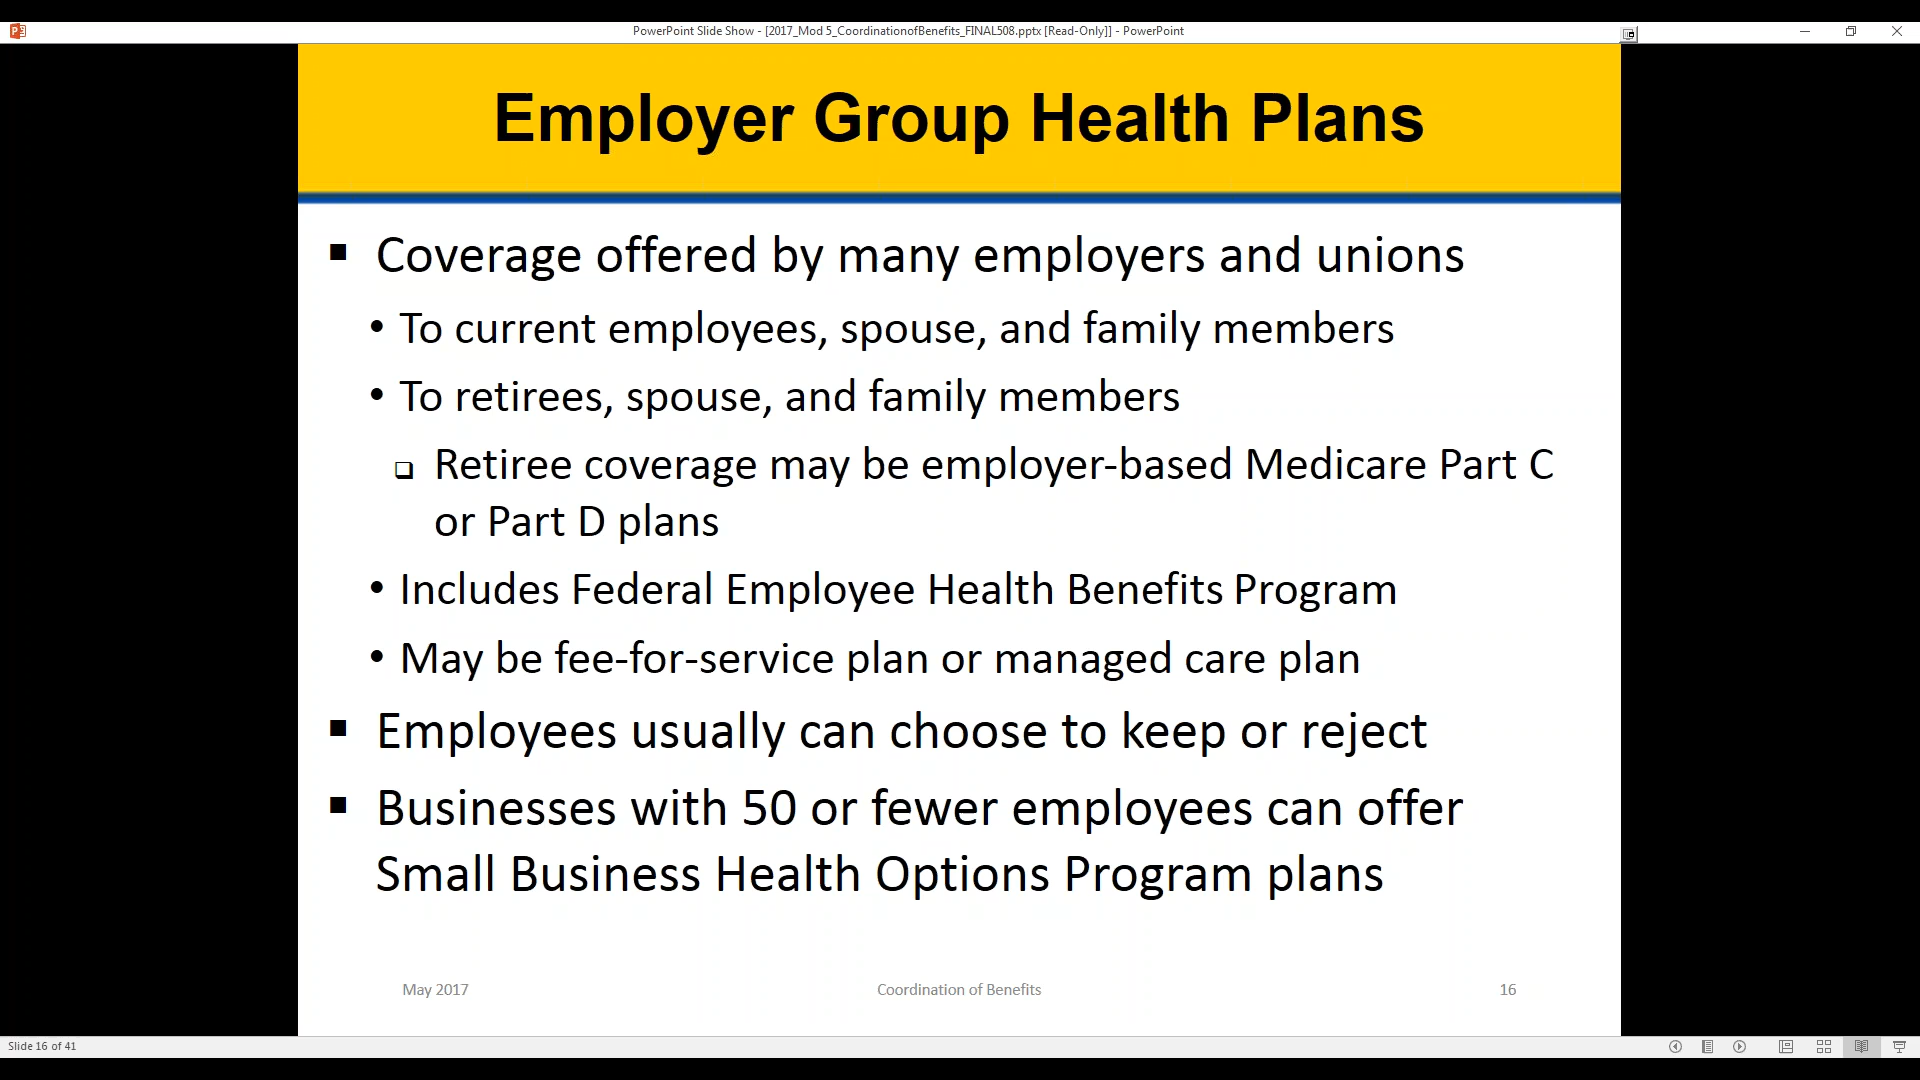 PowerPoint Slide Show - [2017_Mod 5_CoordinationofBenefits_FINAL508.pptx [Read-Only]] - PowerPoint
Employer Group Health Plans
▪ Coverage offered by many employers and unions
• To current employees, spouse, and family members
• To retirees, spouse, and family members
❑ Retiree coverage may be employer-based Medicare Part C
or Part D plans
• Includes Federal Employee Health Benefits Program
• May be fee-for-service plan or managed care plan
▪ Employees usually can choose to keep or reject
▪ Businesses with 50 or fewer employees can offer
Small Business Health Options Program plans
May 2017
Coordination of Benefits
16
Slide 16 of 41